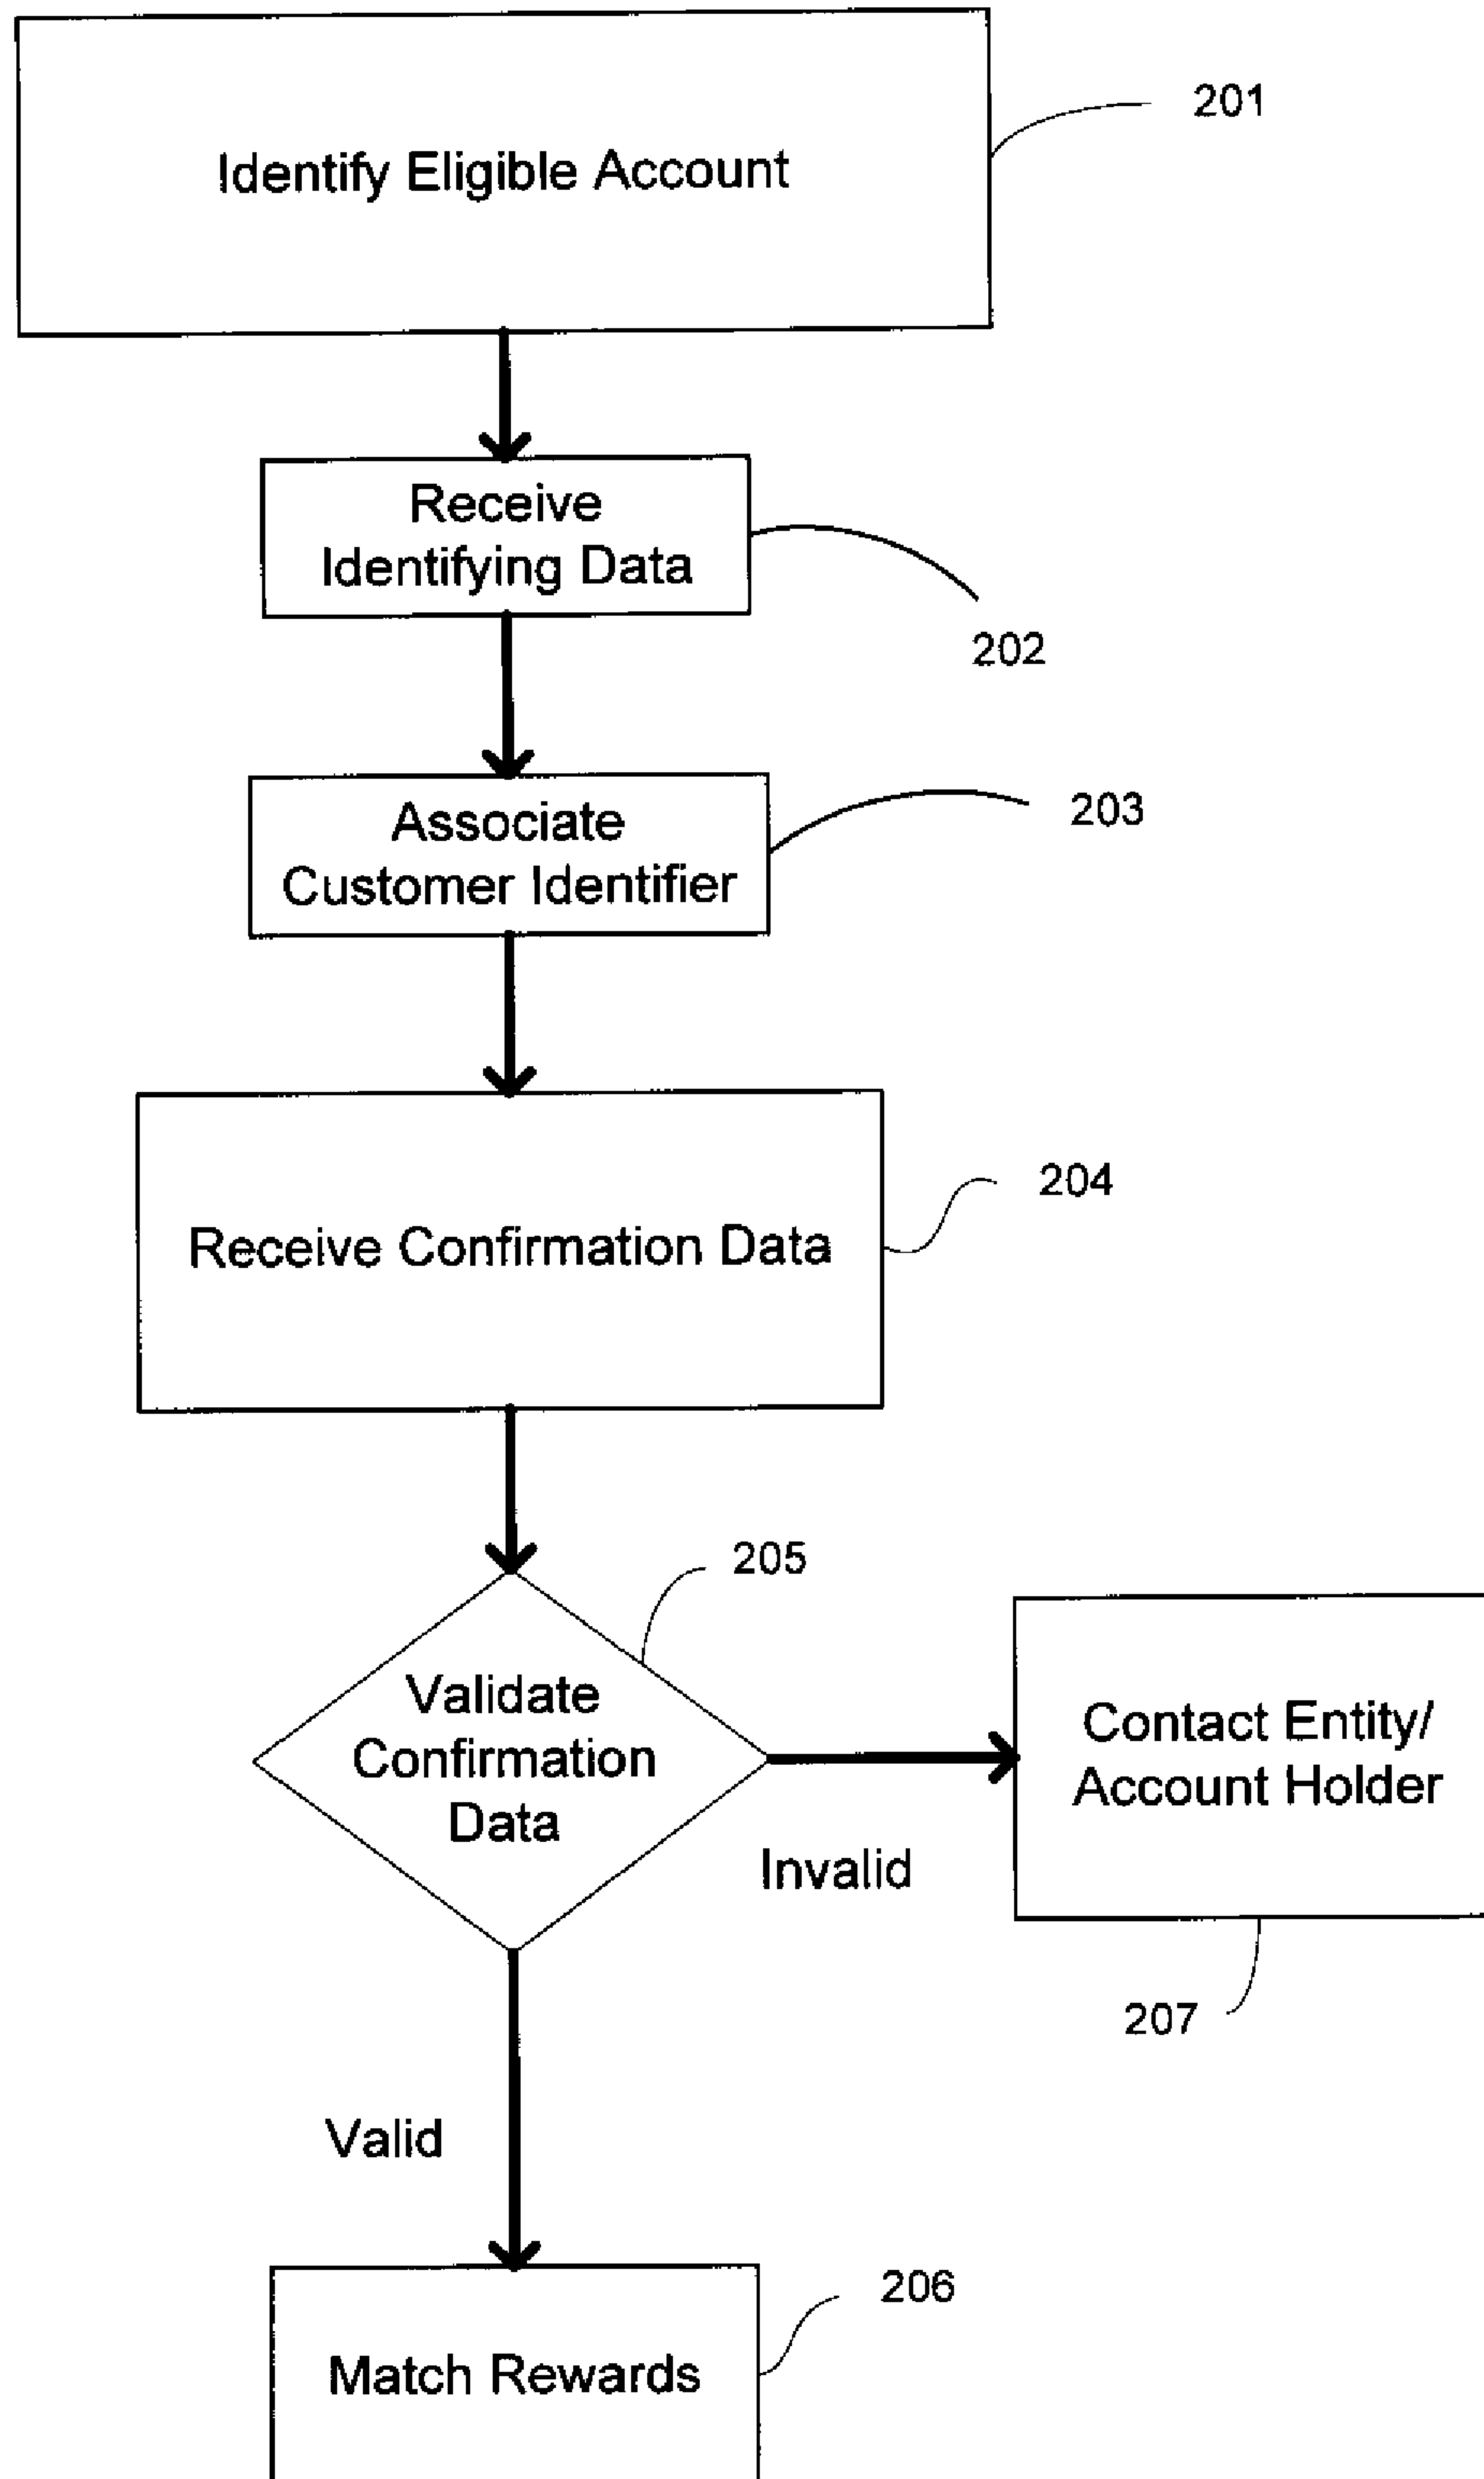 Identify Eligible Account
201
Receive
Identifying Data
202
Associate
Customer Identifier
203
Receive Confirmation Data
204
205
Validate
Confirmation
Data
Invalid
Contact Entity/
Account Holder
207
Valid
206
Match Rewards